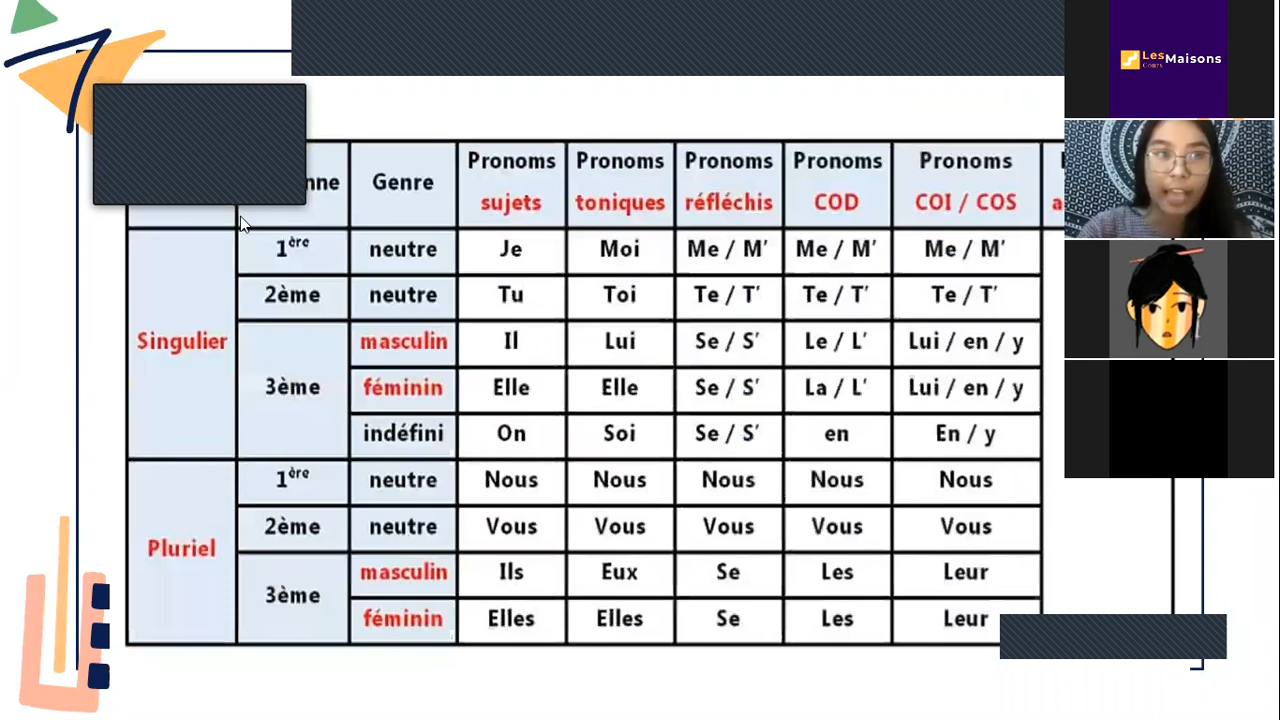 Les Maisons
Cours
nne Genre Pronoms sujets Pronoms toniques Pronoms réfléchis Pronoms COD Pronoms COI / COS
Singulier 1ère neutre Je Moi Me / M' Me / M' Me / M'
2ème neutre Tu Toi Te / T' Te / T' Te / T'
3ème masculin Il Lui Se / S' Le / L' Lui / en / y
féminin Elle Elle Se / S' La / L' Lui / en / y
indéfini On Soi Se / S' en En / y
Pluriel 1ère neutre Nous Nous Nous Nous Nous
2ème neutre Vous Vous Vous Vous Vous
3ème masculin Ils Eux Se Les Leur
féminin Elles Elles Se Les Leur